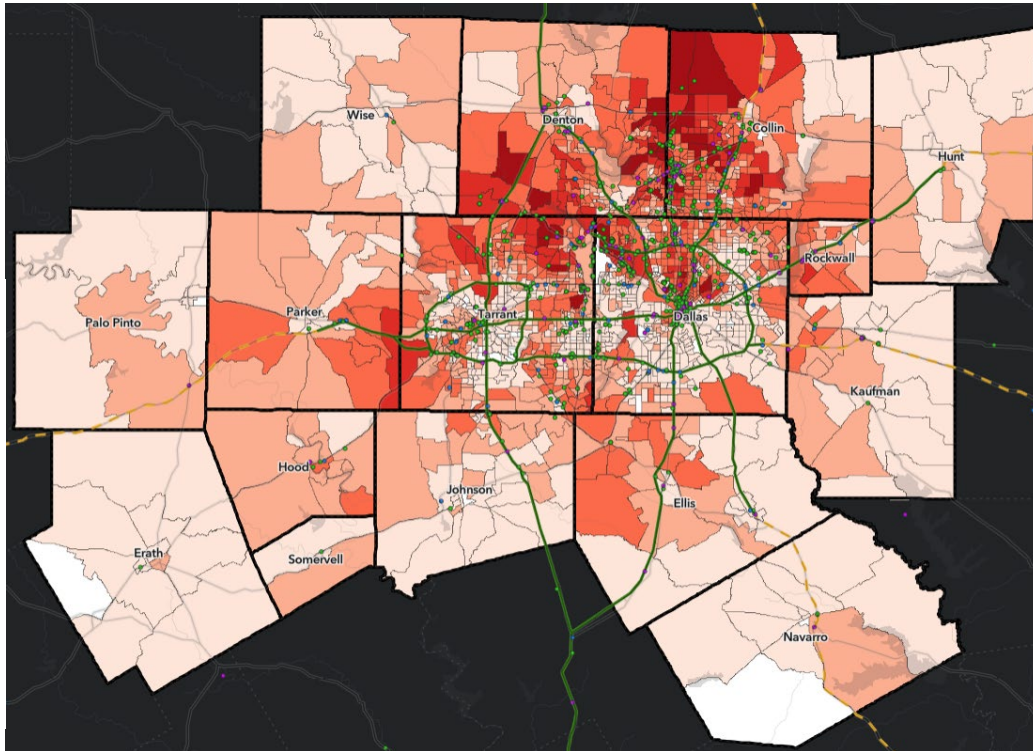 Wise
Denton
Collin
Hunt
Palo Pinto
Parker
Tarrant
Dallas
Rockwall
Kaufman
Hood
Johnson
Ellis
Erath
Somervell
Navarro